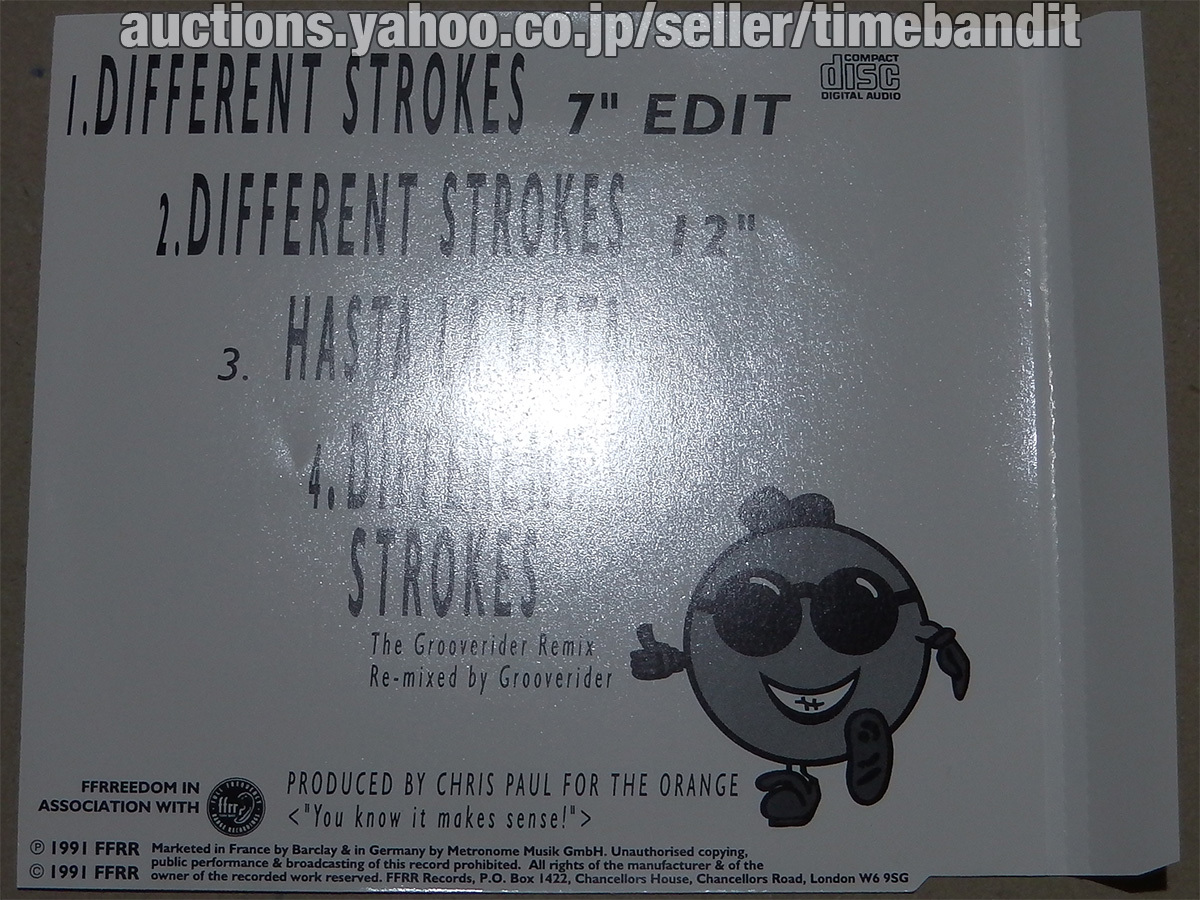 auctions.yahoo.co.jp/seller/timebandit
COMPACT
disc
DIGITAL AUDIO
1. DIFFERENT STROKES 7" EDIT
2. DIFFERENT STROKES 12"
3. HASTA LA VISTA
4. DIFFERENT
STROKES
The Grooverider Remix
Re-mixed by Grooverider
FFRREEDOM IN
ASSOCIATION WITH
ffrr
PRODUCED BY CHRIS PAUL FOR THE ORANGE
<"You know it makes sense!">
℗ 1991 FFRR
© 1991 FFRR
Marketed in France by Barclay & in Germany by Metronome Musik GmbH. Unauthorised copying,
public performance & broadcasting of this record prohibited. All rights of the manufacturer & of the
owner of the recorded work reserved. FFRR Records, P.O. Box 1422, Chancellors House, Chancellors Road, London W6 9SG